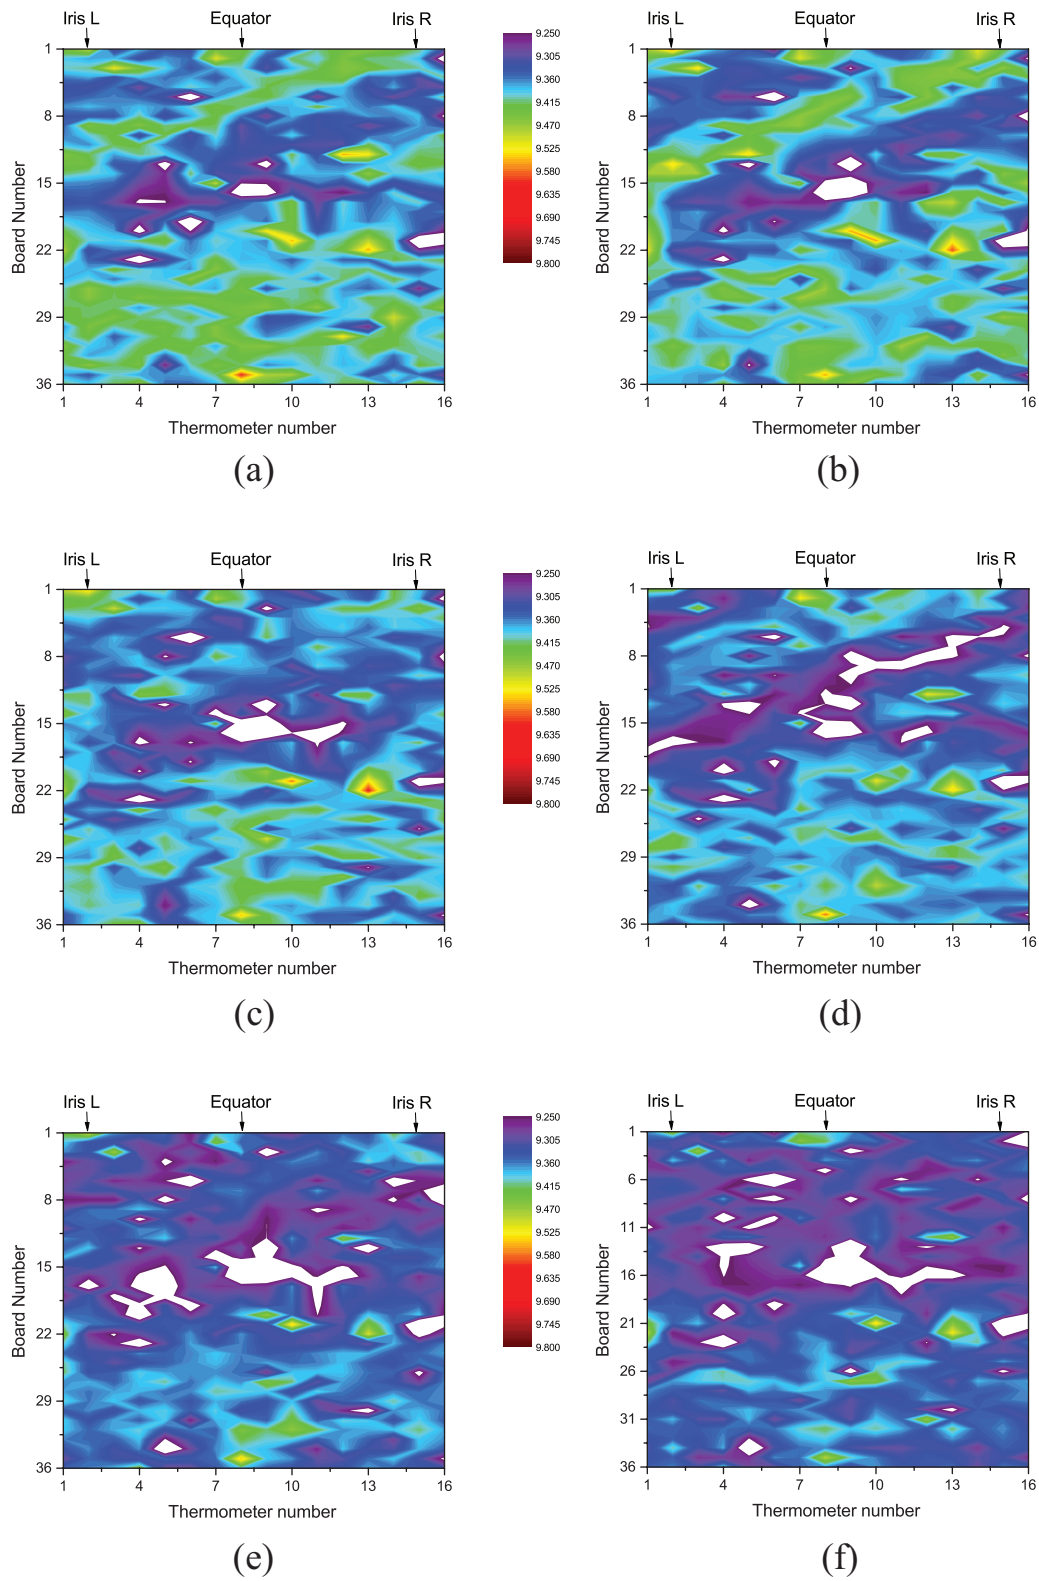 Iris L Equator Iris R
1
8
15
22
29
36
Board Number
1 4 7 10 13 16
Thermometer number
(a)
9.250
9.305
9.360
9.415
9.470
9.525
9.580
9.635
9.690
9.745
9.800
Iris L Equator Iris R
1
8
15
22
29
36
Board Number
1 4 7 10 13 16
Thermometer number
(b)
Iris L Equator Iris R
1
8
15
22
29
36
Board Number
1 4 7 10 13 16
Thermometer number
(c)
9.250
9.305
9.360
9.415
9.470
9.525
9.580
9.635
9.690
9.745
9.800
Iris L Equator Iris R
1
8
15
22
29
36
Board Number
1 4 7 10 13 16
Thermometer number
(d)
Iris L Equator Iris R
1
8
15
22
29
36
Board Number
1 4 7 10 13 16
Thermometer number
(e)
9.250
9.305
9.360
9.415
9.470
9.525
9.580
9.635
9.690
9.745
9.800
Iris L Equator Iris R
1
6
11
16
21
26
31
36
Board Number
1 4 7 10 13 16
Thermometer number
(f)